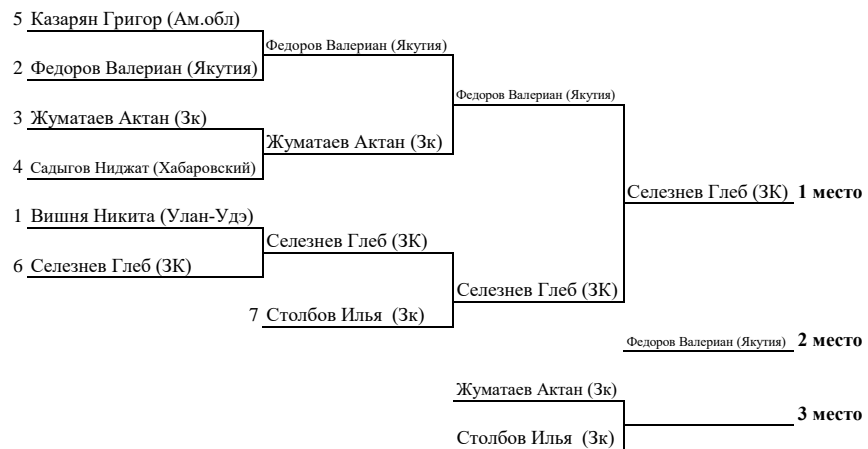 5 Казарян Григор (Ам.обл)
Федоров Валериан (Якутия)
2 Федоров Валериан (Якутия)
Федоров Валериан (Якутия)
3 Жуматаев Актан (Зк)
Жуматаев Актан (Зк)
4 Садыгов Ниджат (Хабаровский)
Селезнев Глеб (ЗК) 1 место
1 Вишня Никита (Улан-Удэ)
Селезнев Глеб (ЗК)
6 Селезнев Глеб (ЗК)
Селезнев Глеб (ЗК)
7 Столбов Илья (Зк)
Федоров Валериан (Якутия) 2 место
Жуматаев Актан (Зк)
3 место
Столбов Илья (Зк)